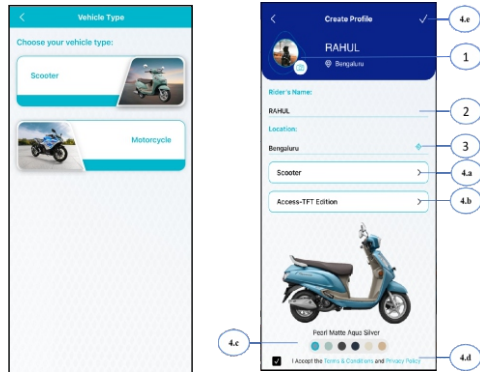 Vehicle Type
Choose your vehicle type:
Scooter
Motorcycle
Create Profile
4.e
RAHUL
1
Bengaluru
Rider's Name:
RAHUL
2
Location:
Bengaluru
3
Scooter
4.a
Access-TFT Edition
4.b
Pearl Matte Aqua Silver
4.c
I Accept the Terms & Conditions and Privacy Policy
4.d